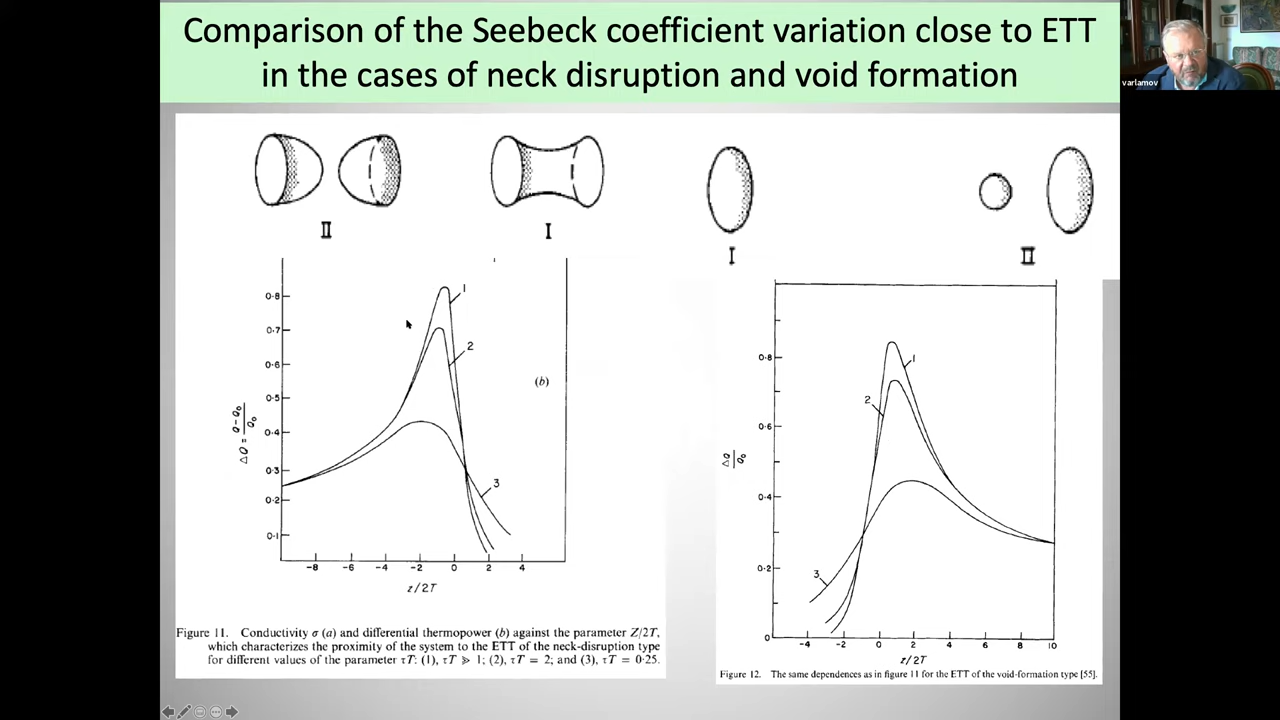 Comparison of the Seebeck coefficient variation close to ETT
in the cases of neck disruption and void formation
varlamov
II
I
I
II
0·8
0·7
0·6
0·5
0·4
0·3
0·2
0·1
1
2
3
(b)
ΔQ = Q − Q₀ / Q₀
-8
-6
-4
-2
0
2
4
z/2T
Figure 11. Conductivity σ (a) and differential thermopower (b) against the parameter Z/2T,
which characterizes the proximity of the system to the ETT of the neck-disruption type
for different values of the parameter τT: (1), τT ≫ 1; (2), τT = 2; and (3), τT = 0·25.
0·8
0·6
0·4
0·2
0
1
2
3
ΔQ / Q₀
-4
-2
0
2
4
6
8
10
z/2T
Figure 12. The same dependences as in figure 11 for the ETT of the void-formation type [55].